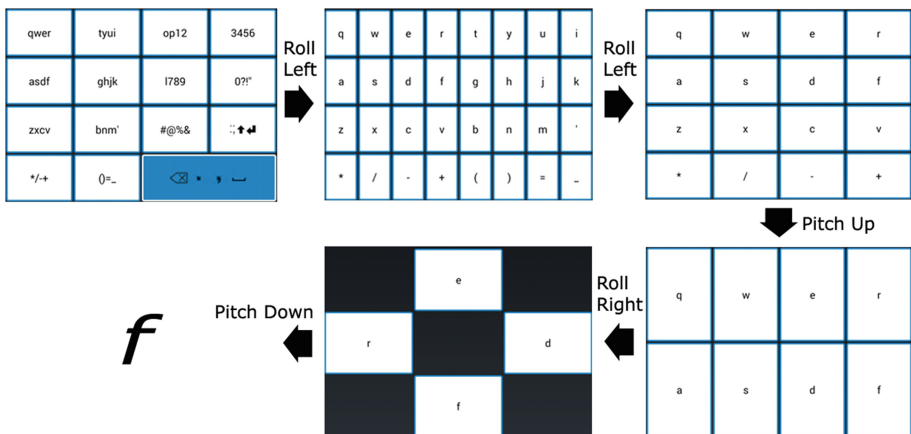 qwer tyui op12 3456
asdf ghjk l789 0?!"
zxcv bnm' #@%& :;⬆↵
*/-+ ()=_ ⌫ . , ⎵
Roll
Left
q w e r t y u i
a s d f g h j k
z x c v b n m '
* / - + ( ) = _
Roll
Left
q w e r
a s d f
z x c v
* / - +
Pitch Up
q w e r
a s d f
Roll
Right
e
r d
f
Pitch Down
f